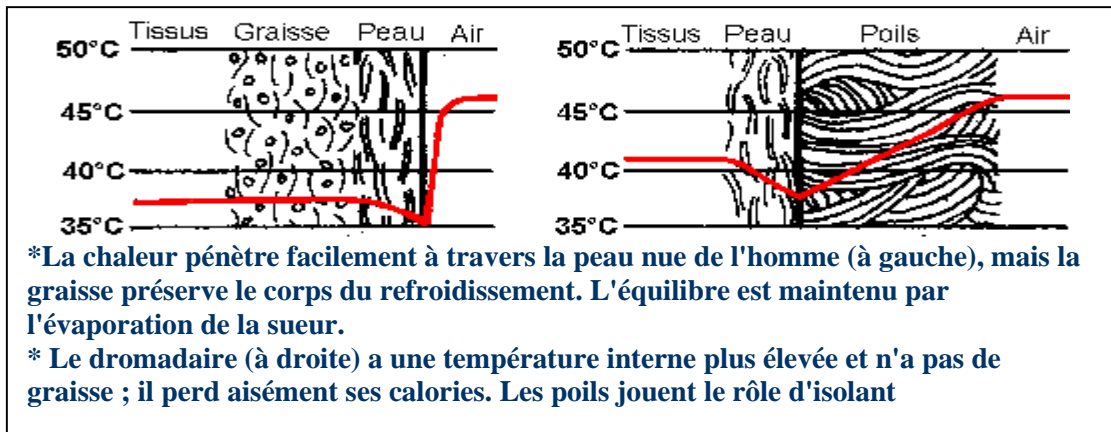 Tissus Graisse Peau Air
50°C
45°C
40°C
35°C
Tissus Peau Poils Air
50°C
45°C
40°C
35°C
*La chaleur pénètre facilement à travers la peau nue de l'homme (à gauche), mais la
graisse préserve le corps du refroidissement. L'équilibre est maintenu par
l'évaporation de la sueur.
* Le dromadaire (à droite) a une température interne plus élevée et n'a pas de
graisse ; il perd aisément ses calories. Les poils jouent le rôle d'isolant